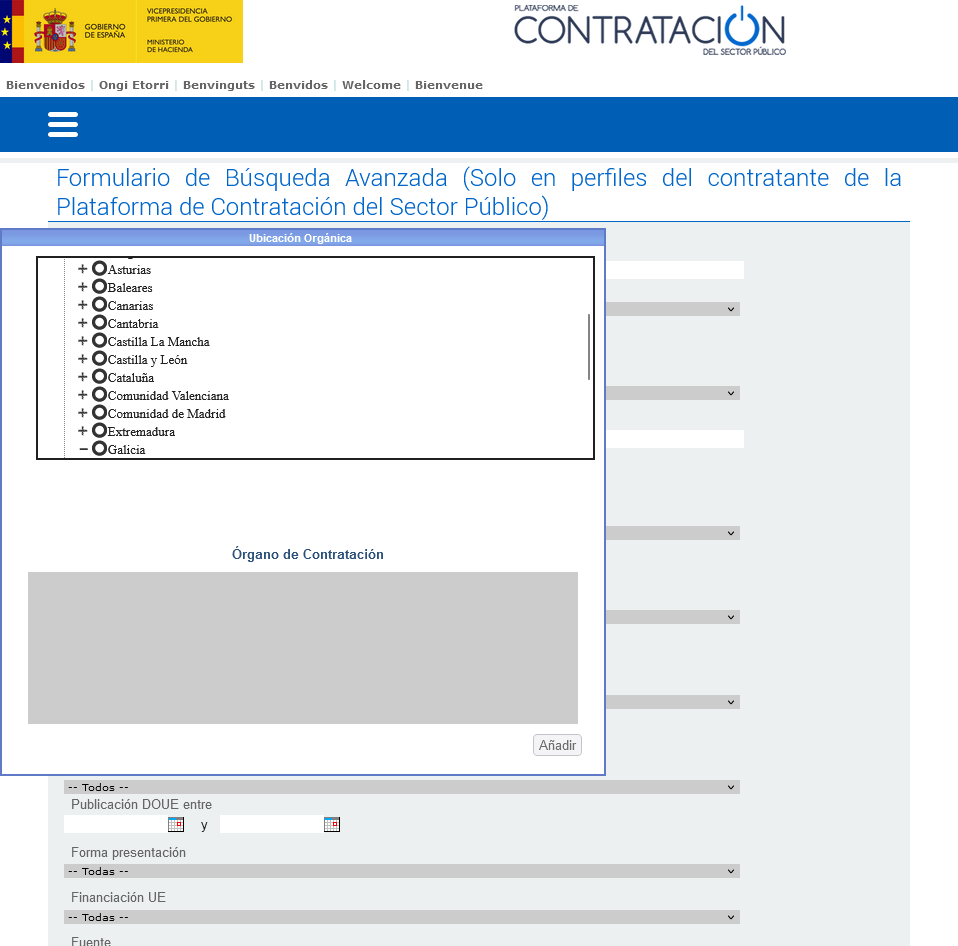 GOBIERNO
DE ESPAÑA
VICEPRESIDENCIA
PRIMERA DEL GOBIERNO
MINISTERIO
DE HACIENDA
PLATAFORMA DE
CONTRATACIÓN
DEL SECTOR PÚBLICO
Bienvenidos | Ongi Etorri | Benvinguts | Benvidos | Welcome | Bienvenue
Formulario de Búsqueda Avanzada (Solo en perfiles del contratante de la
Plataforma de Contratación del Sector Público)
Ubicación Orgánica
Asturias
Baleares
Canarias
Cantabria
Castilla La Mancha
Castilla y León
Cataluña
Comunidad Valenciana
Comunidad de Madrid
Extremadura
Galicia
Órgano de Contratación
Añadir
-- Todos --
Publicación DOUE entre
y
Forma presentación
-- Todas --
Financiación UE
-- Todas --
Fuente